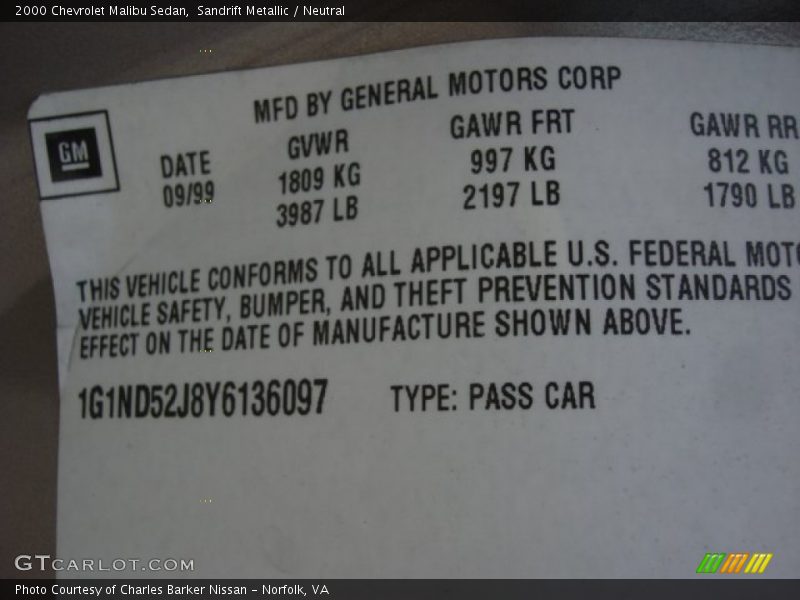 2000 Chevrolet Malibu Sedan, Sandrift Metallic / Neutral
MFD BY GENERAL MOTORS CORP
GM
DATE GVWR GAWR FRT GAWR RR
09/99 1809 KG 997 KG 812 KG
3987 LB 2197 LB 1790 LB
THIS VEHICLE CONFORMS TO ALL APPLICABLE U.S. FEDERAL MOTO
VEHICLE SAFETY, BUMPER, AND THEFT PREVENTION STANDARDS
EFFECT ON THE DATE OF MANUFACTURE SHOWN ABOVE.
1G1ND52J8Y6136097 TYPE: PASS CAR
GTCARLOT.COM
Photo Courtesy of Charles Barker Nissan - Norfolk, VA